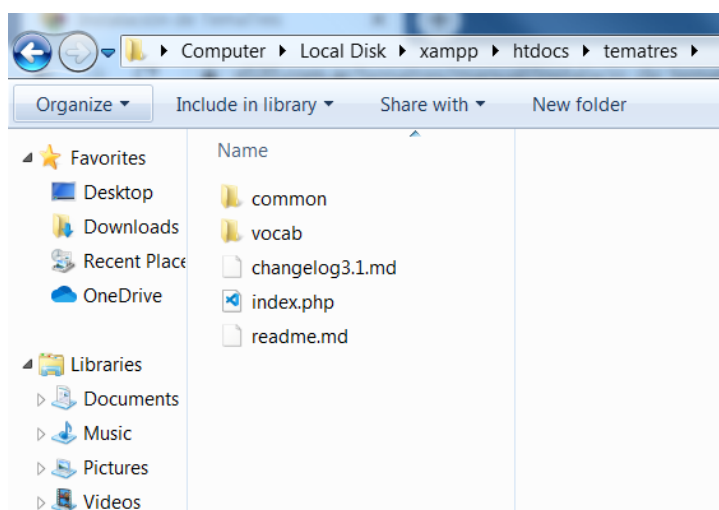 Computer Local Disk xampp htdocs tematres
Organize Include in library Share with New folder
Favorites
Desktop
Downloads
Recent Place
OneDrive
Libraries
Documents
Music
Pictures
Videos
Name
common
vocab
changelog3.1.md
index.php
readme.md